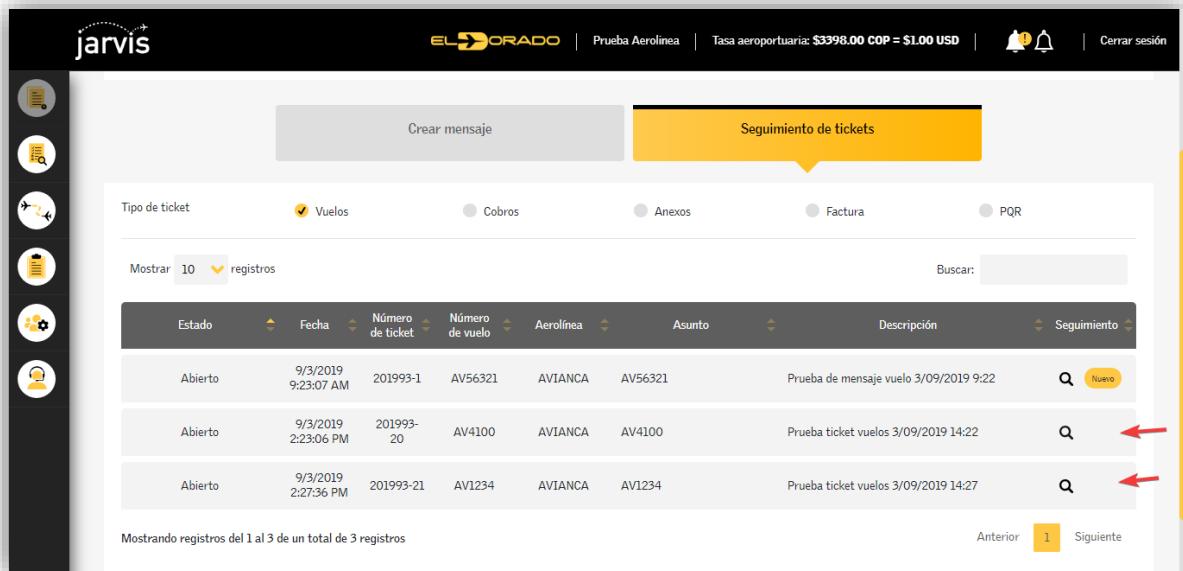 jarvis
EL DORADO | Prueba Aerolinea | Tasa aeroportuaria: $3398.00 COP = $1.00 USD | ! | Cerrar sesión
Crear mensaje
Seguimiento de tickets
Tipo de ticket Vuelos Cobros Anexos Factura PQR
Mostrar 10 registros
Buscar:
Estado Fecha Número de ticket Número de vuelo Aerolínea Asunto Descripción Seguimiento
Abierto 9/3/2019 9:23:07 AM 201993-1 AV56321 AVIANCA AV56321 Prueba de mensaje vuelo 3/09/2019 9:22 Nuevo
Abierto 9/3/2019 2:23:06 PM 201993-20 AV4100 AVIANCA AV4100 Prueba ticket vuelos 3/09/2019 14:22
Abierto 9/3/2019 2:27:36 PM 201993-21 AV1234 AVIANCA AV1234 Prueba ticket vuelos 3/09/2019 14:27
Mostrando registros del 1 al 3 de un total de 3 registros
Anterior 1 Siguiente